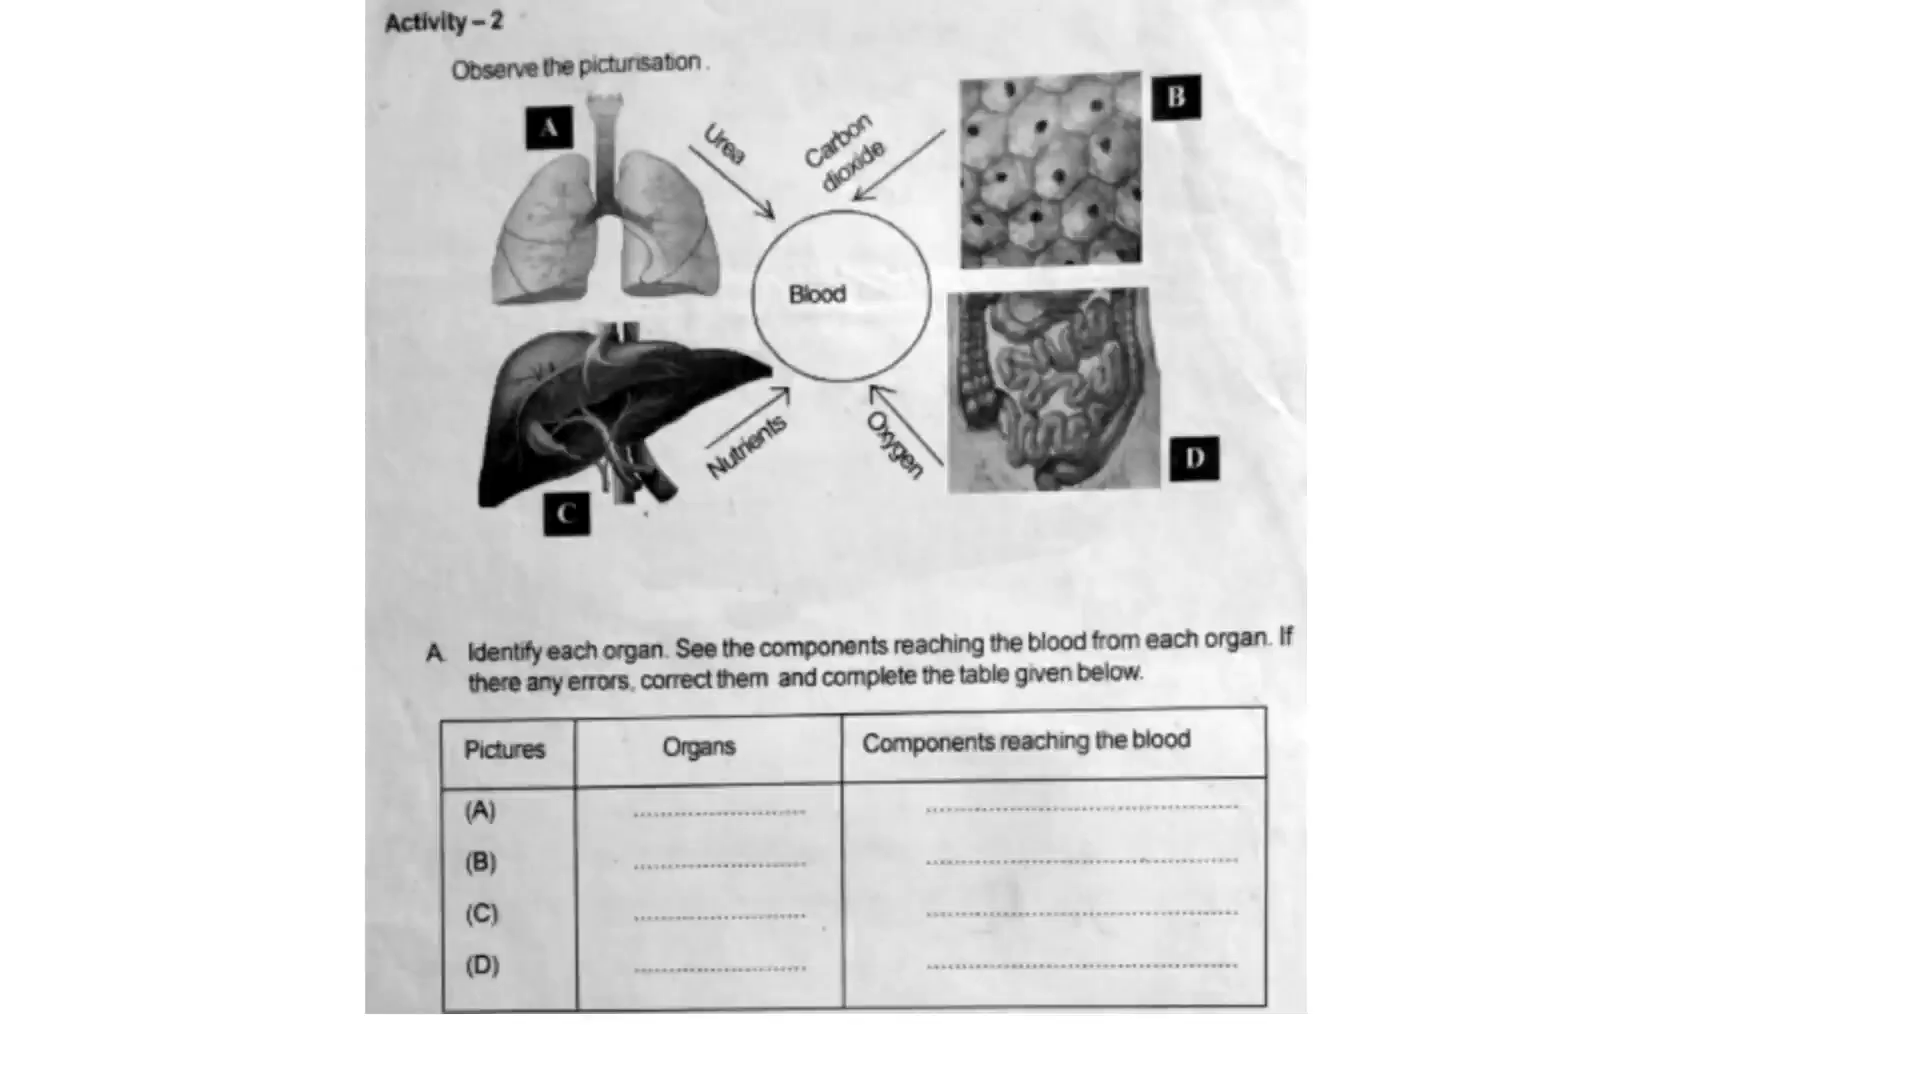 Activity – 2
Observe the picturisation .
A
B
Urea
Carbon
dioxide
Blood
Nutrients
Oxygen
C
D
A. Identify each organ. See the components reaching the blood from each organ. If
there any errors, correct them and complete the table given below.
Pictures Organs Components reaching the blood
(A) ........................... ..................................................
(B) ........................... ..................................................
(C) ........................... ..................................................
(D) ........................... ..................................................